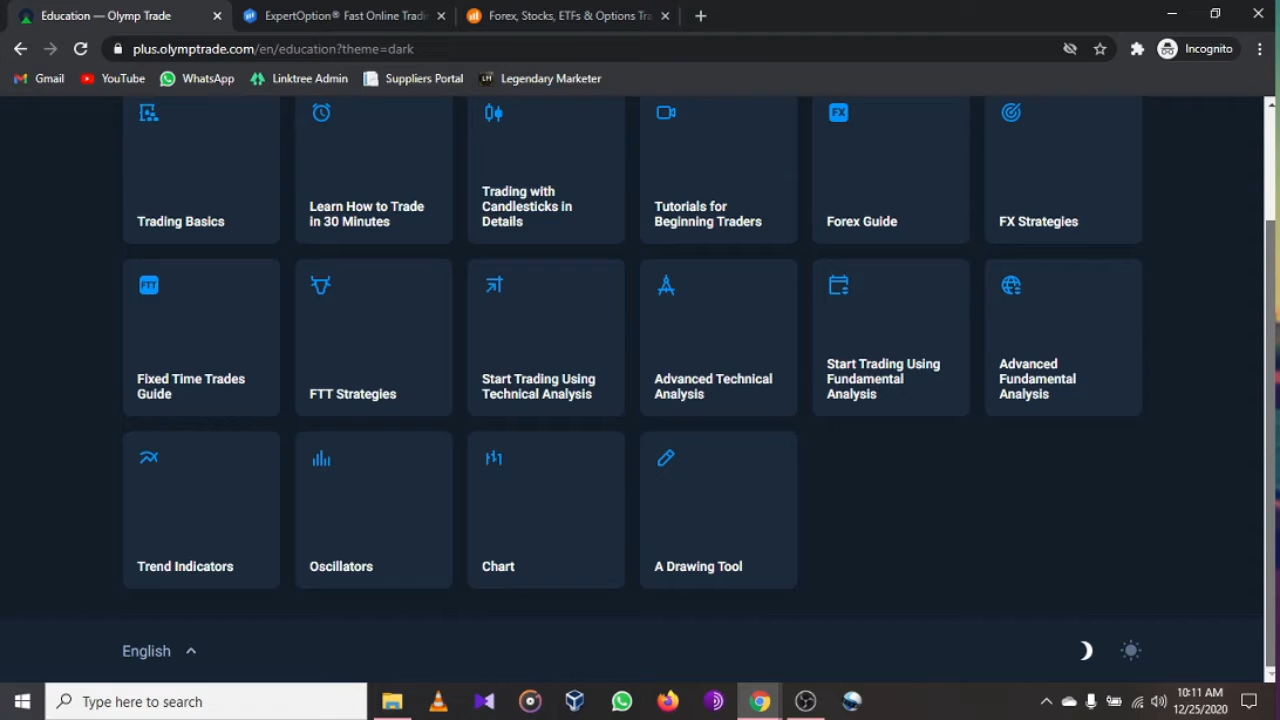 Education — Olymp Trade
ExpertOption® Fast Online Tradi
Forex, Stocks, ETFs & Options Tra
plus.olymptrade.com/en/education?theme=dark
Incognito
Gmail
YouTube
WhatsApp
Linktree Admin
Suppliers Portal
Legendary Marketer
Trading Basics
Learn How to Trade
in 30 Minutes
Trading with
Candlesticks in
Details
Tutorials for
Beginning Traders
FX
Forex Guide
FX Strategies
FTT
Fixed Time Trades
Guide
FTT Strategies
Start Trading Using
Technical Analysis
Advanced Technical
Analysis
Start Trading Using
Fundamental
Analysis
Advanced
Fundamental
Analysis
Trend Indicators
Oscillators
Chart
A Drawing Tool
English
Type here to search
10:11 AM
12/25/2020